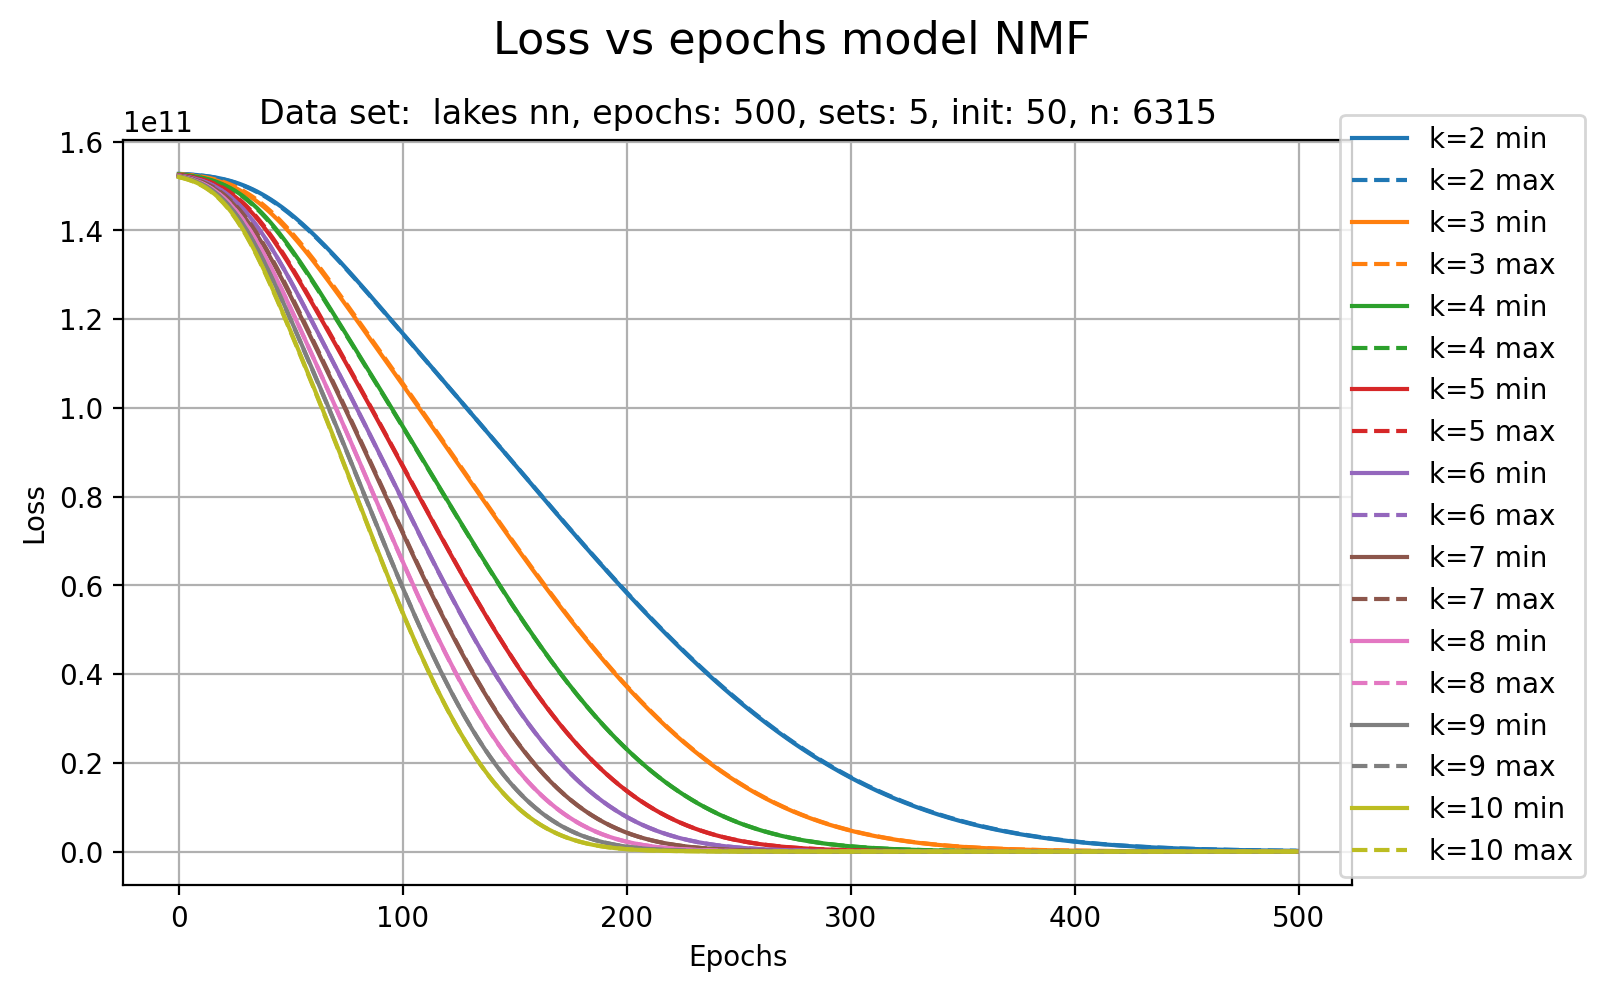 Loss vs epochs model NMF
Data set:  lakes nn, epochs: 500, sets: 5, init: 50, n: 6315
1e11
1.6
1.4
1.2
1.0
0.8
0.6
0.4
0.2
0.0
Loss
0 100 200 300 400 500
Epochs
k=2 min
k=2 max
k=3 min
k=3 max
k=4 min
k=4 max
k=5 min
k=5 max
k=6 min
k=6 max
k=7 min
k=7 max
k=8 min
k=8 max
k=9 min
k=9 max
k=10 min
k=10 max